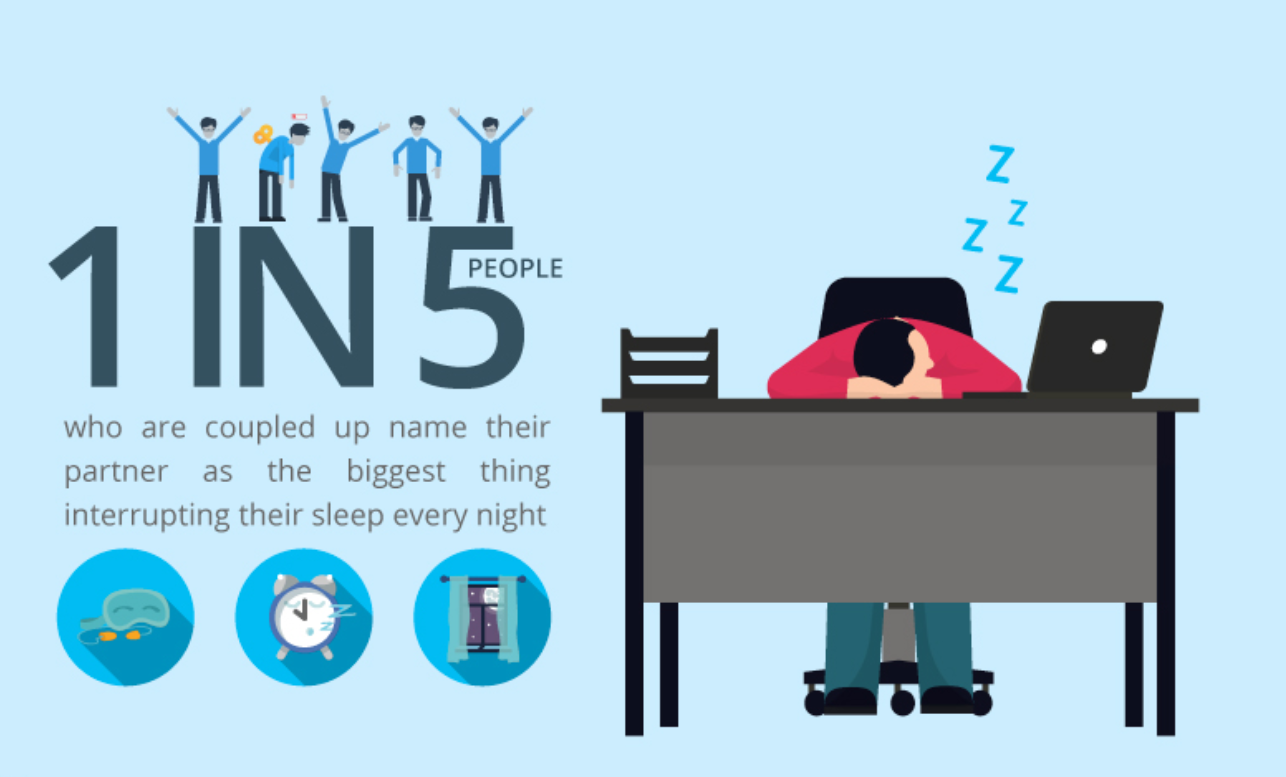 1 IN 5
PEOPLE
who are coupled up name their
partner as the biggest thing
interrupting their sleep every night
Z
Z
Z
Z